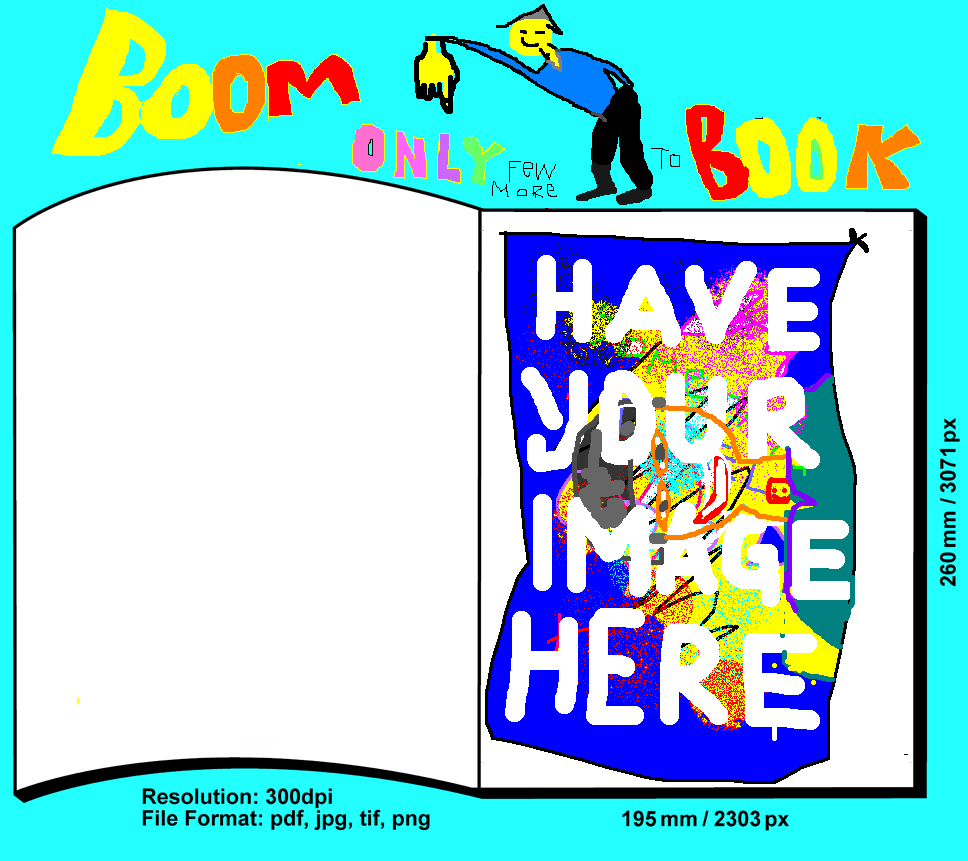 BOOM
ONLY FEW MORE TO BOOK
HAVE
YOUR
IMAGE
HERE
260 mm / 3071 px
Resolution: 300dpi
File Format: pdf, jpg, tif, png
195 mm / 2303 px